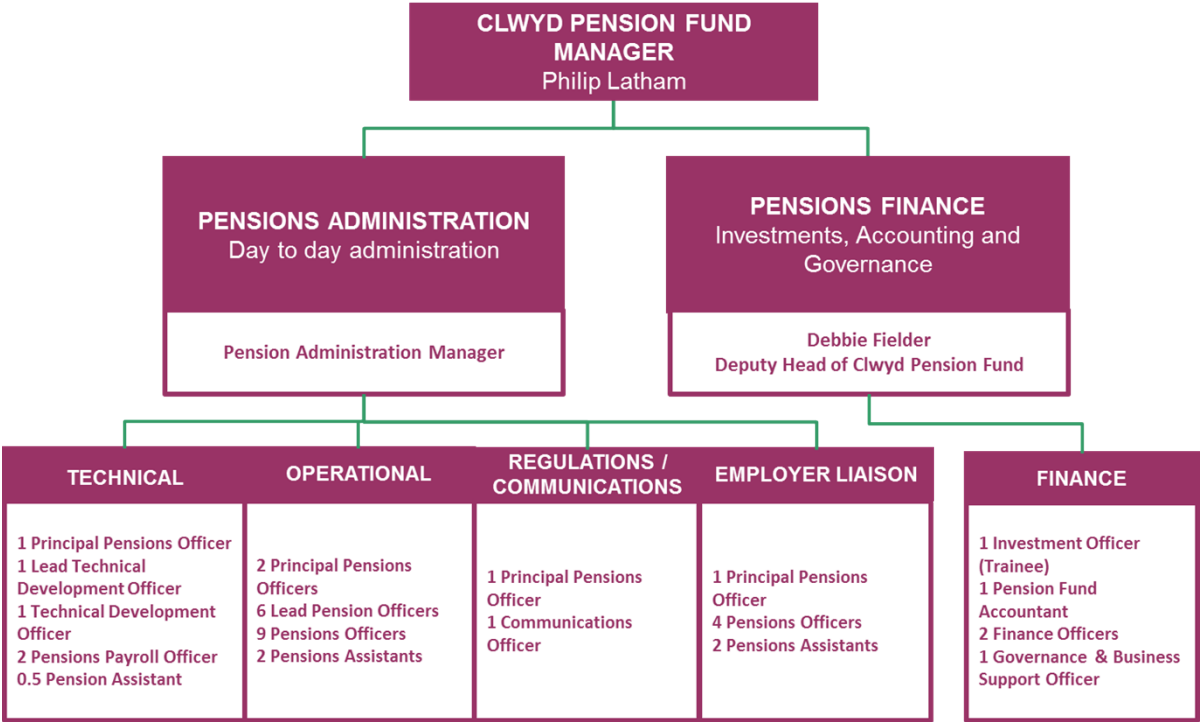 CLWYD PENSION FUND
MANAGER
Philip Latham
PENSIONS ADMINISTRATION
Day to day administration
Pension Administration Manager
PENSIONS FINANCE
Investments, Accounting and
Governance
Debbie Fielder
Deputy Head of Clwyd Pension Fund
TECHNICAL
1 Principal Pensions Officer
1 Lead Technical
Development Officer
1 Technical Development
Officer
2 Pensions Payroll Officer
0.5 Pension Assistant
OPERATIONAL
2 Principal Pensions
Officers
6 Lead Pension Officers
9 Pensions Officers
2 Pensions Assistants
REGULATIONS /
COMMUNICATIONS
1 Principal Pensions
Officer
1 Communications
Officer
EMPLOYER LIAISON
1 Principal Pensions
Officer
4 Pensions Officers
2 Pensions Assistants
FINANCE
1 Investment Officer
(Trainee)
1 Pension Fund
Accountant
2 Finance Officers
1 Governance & Business
Support Officer